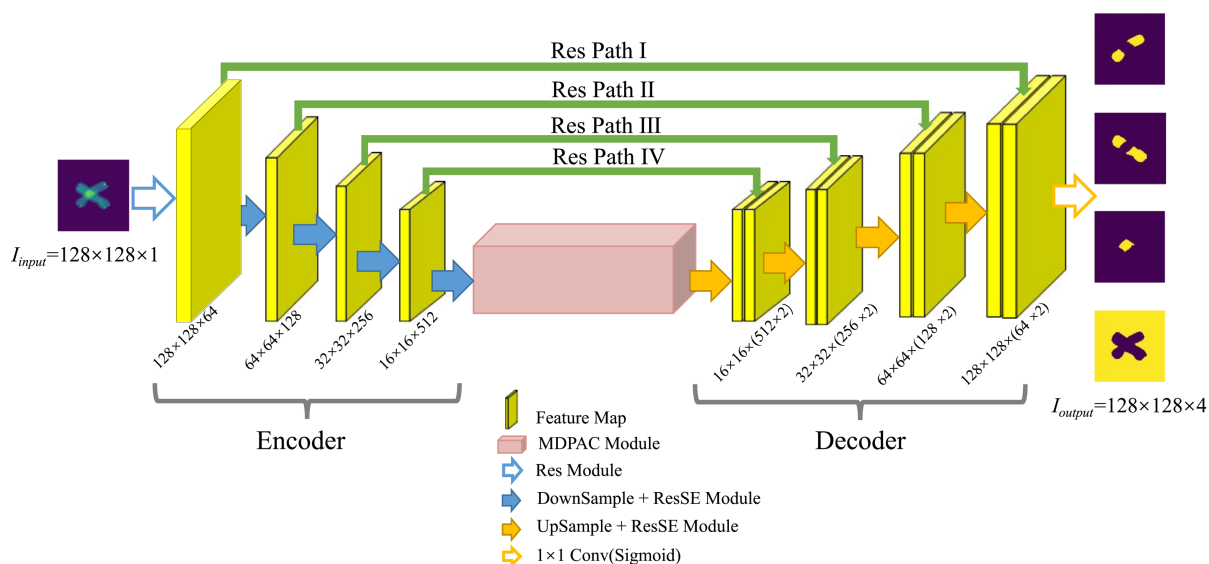 Res Path I
Res Path II
Res Path III
Res Path IV
I_input=128×128×1
128×128×64
64×64×128
32×32×256
16×16×512
16×16×(512 ×2)
32×32×(256 ×2)
64×64×(128 ×2)
128×128×(64 ×2)
I_output=128×128×4
Encoder
Decoder
Feature Map
MDPAC Module
Res Module
DownSample + ResSE Module
UpSample + ResSE Module
1×1 Conv(Sigmoid)